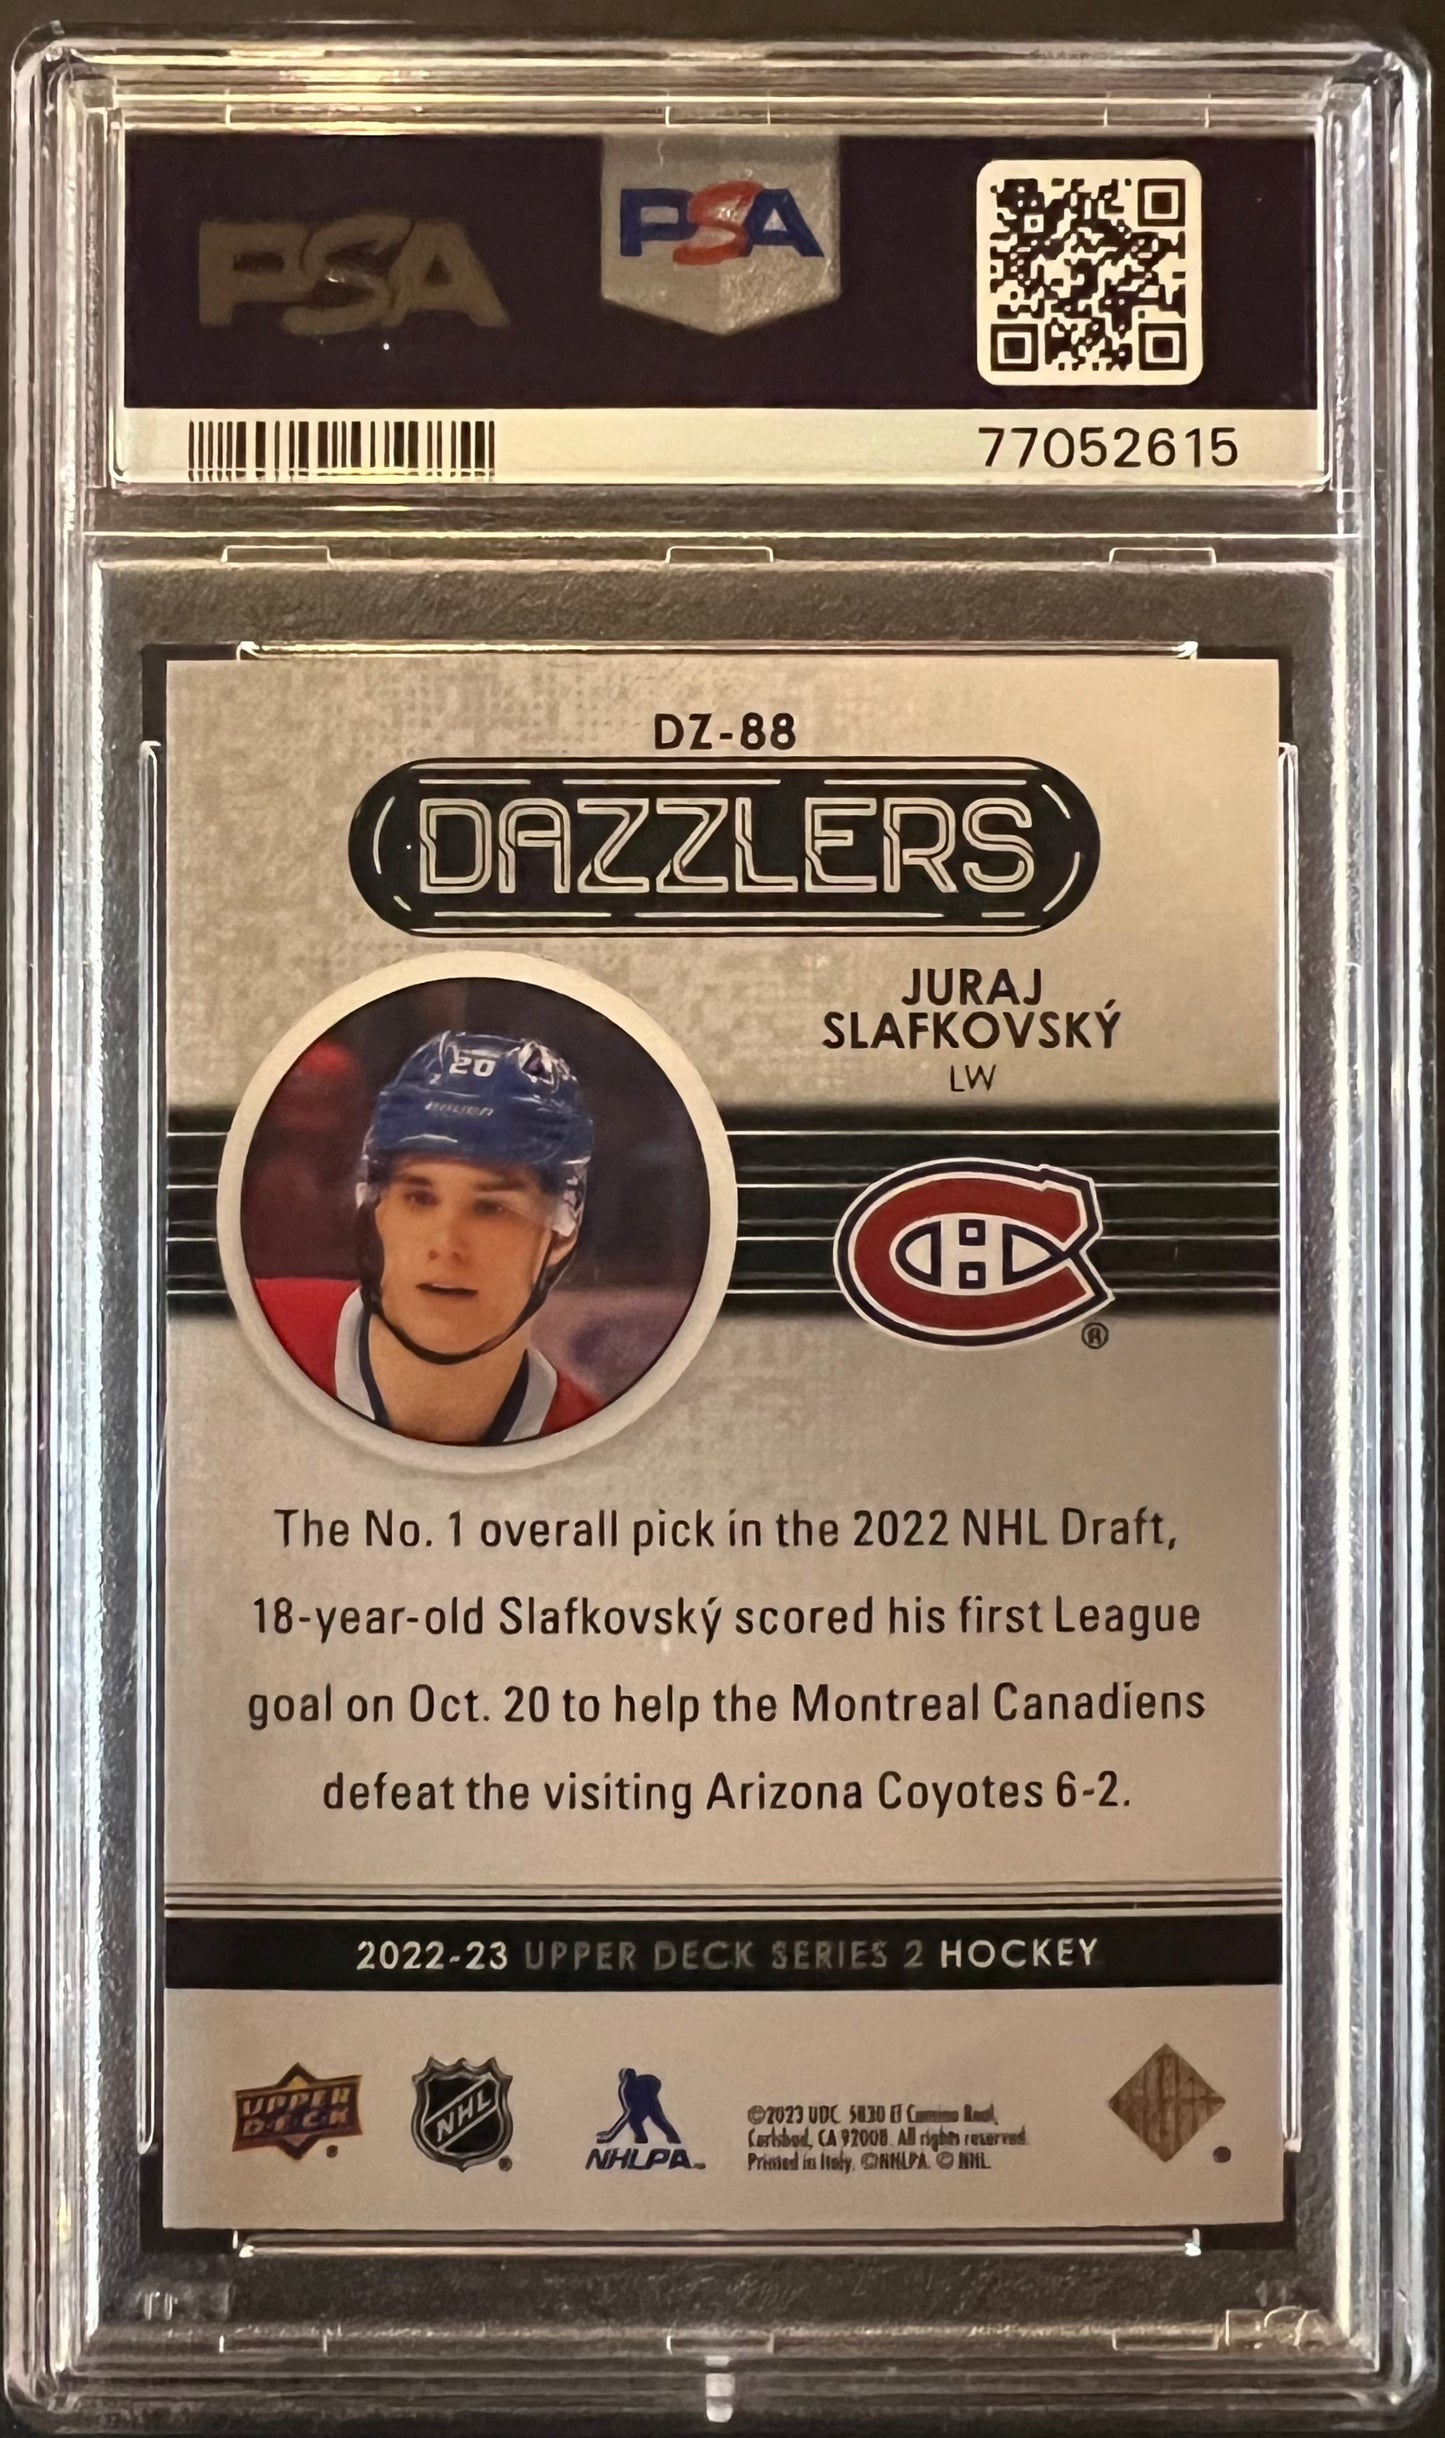 PSA
PSA
77052615
DZ-88
DAZZLERS
JURAJ
SLAFKOVSKÝ
LW
20
BAUER
®
The No. 1 overall pick in the 2022 NHL Draft,
18-year-old Slafkovský scored his first League
goal on Oct. 20 to help the Montreal Canadiens
defeat the visiting Arizona Coyotes 6-2.
2022-23 UPPER DECK SERIES 2 HOCKEY
UPPER
DECK
NHL
NHLPA
©2023 UDC. 5830 El Camino Real,
Carlsbad, CA 92008. All rights reserved.
Printed in Italy. ©NHLPA. © NHL.
PSA